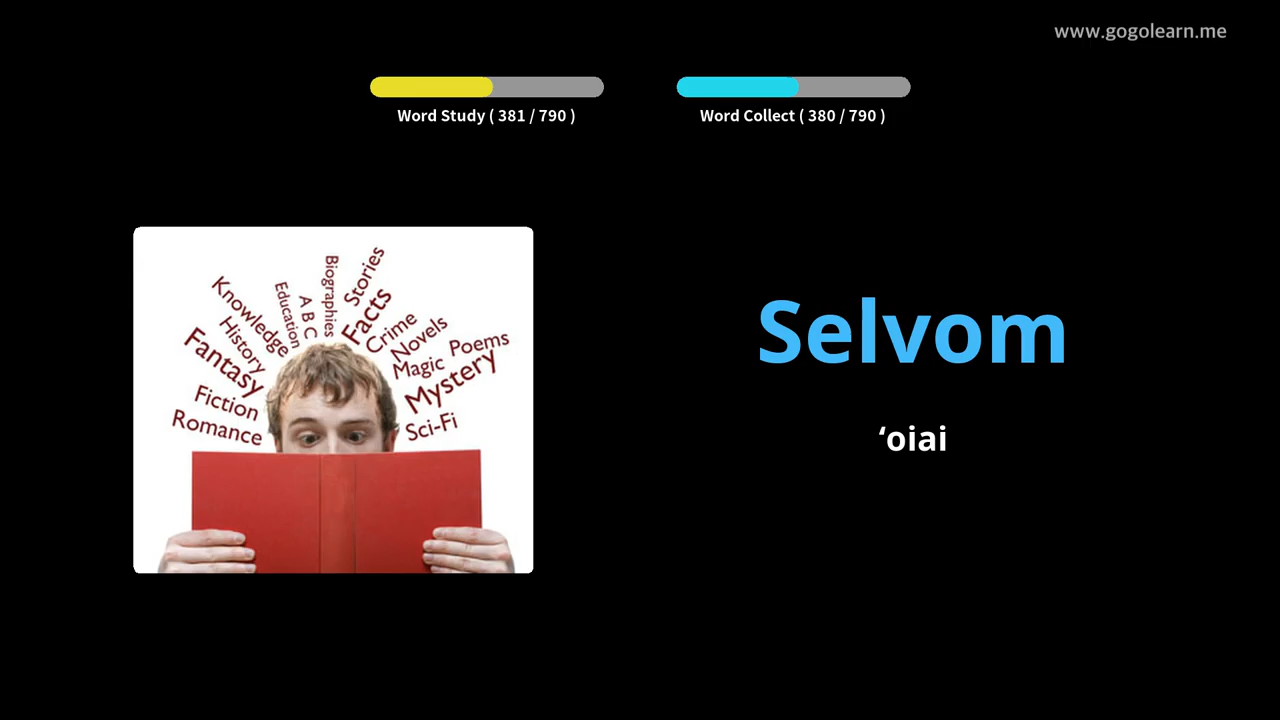 www.gogolearn.me
Word Study ( 381 / 790 )
Word Collect ( 380 / 790 )
Knowledge
Education
A B C
Biographies
Stories
Facts
Crime
Novels
Poems
History
Magic
Mystery
Fantasy
Fiction
Romance
Sci-Fi
Selvom
ʻoiai